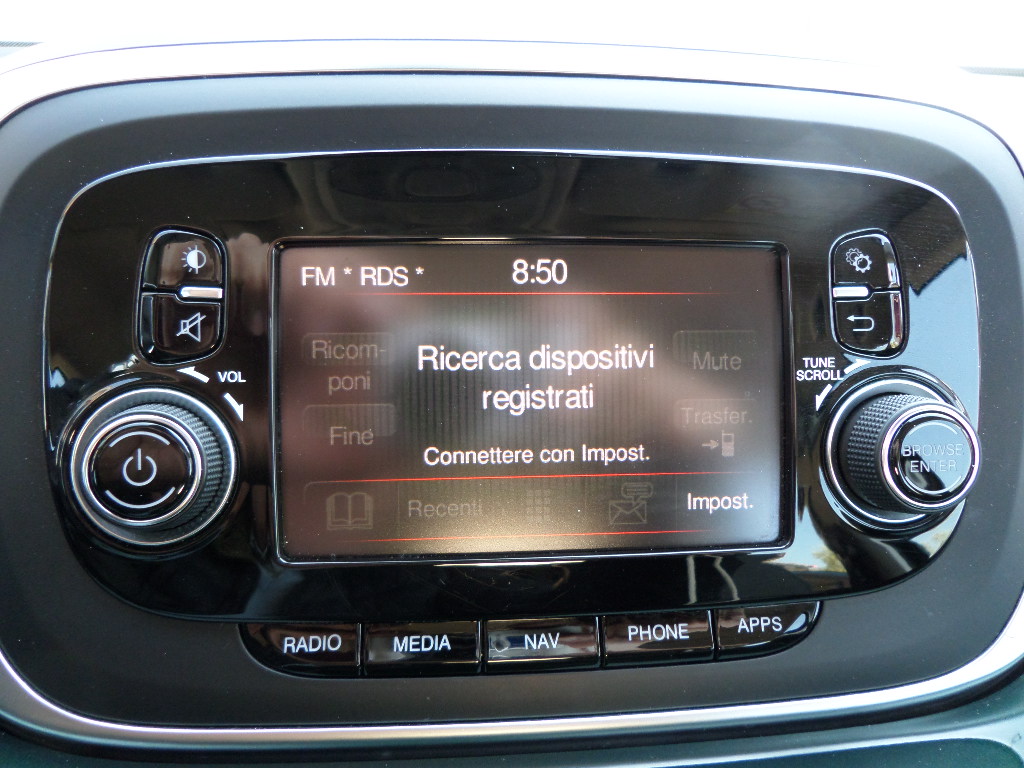 FM * RDS * 8:50
Ricom-
poni
Fine
Ricerca dispositivi
registrati
Connettere con Impost.
Mute
Trasfer.
Recenti
Impost.
VOL
TUNE
SCROLL
BROWSE
ENTER
RADIO MEDIA NAV PHONE APPS